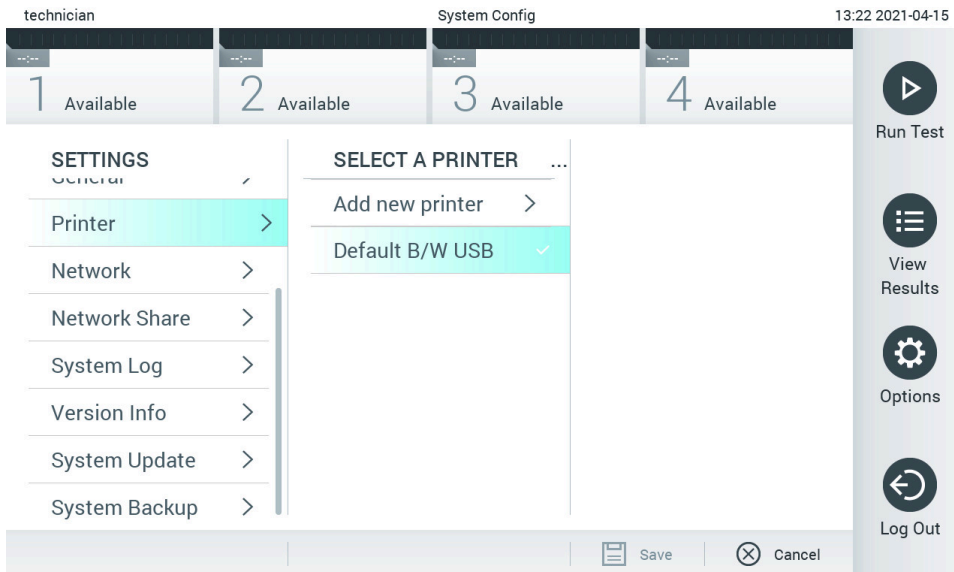 technician
System Config
13:22 2021-04-15
--:--
--:--
--:--
--:--
1 Available
2 Available
3 Available
4 Available
Run Test
SETTINGS
General
Printer
Network
Network Share
System Log
Version Info
System Update
System Backup
SELECT A PRINTER ...
Add new printer
Default B/W USB
View
Results
Options
Log Out
Save
Cancel